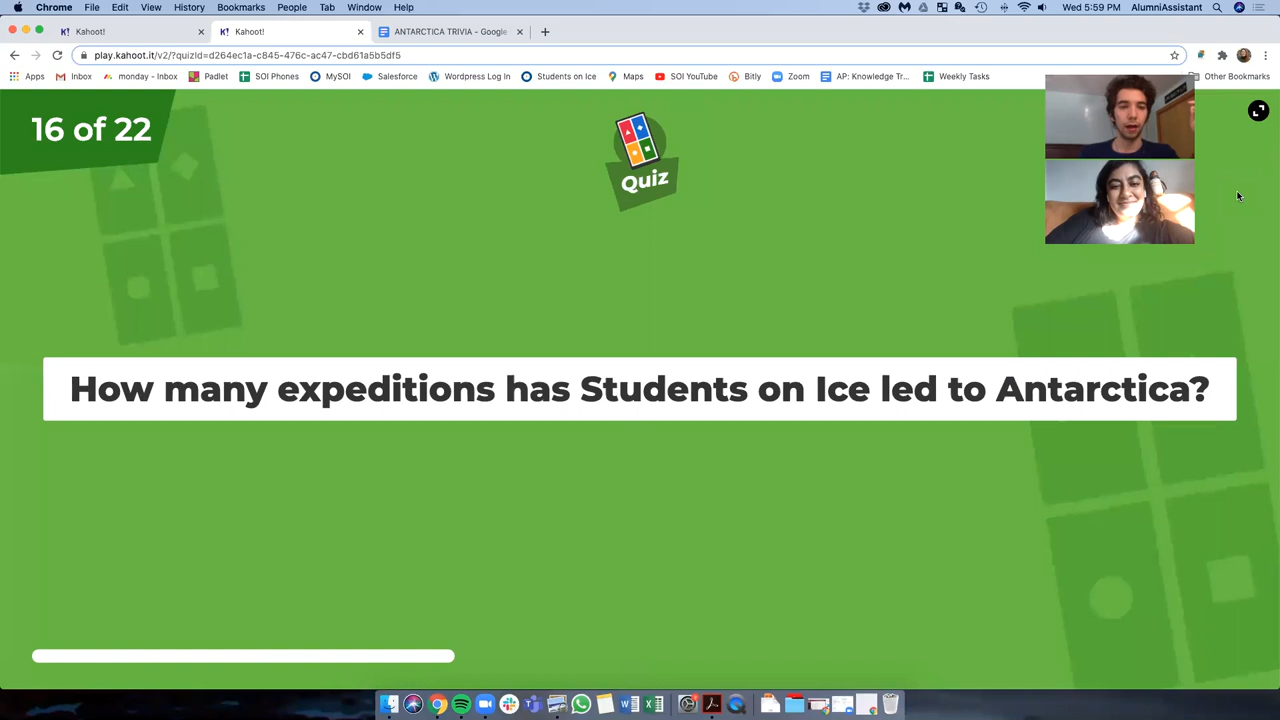 Chrome File Edit View History Bookmarks People Tab Window Help Wed 5:59 PM AlumniAssistant
Kahoot! Kahoot! ANTARCTICA TRIVIA - Google
play.kahoot.it/v2/?quizId=d264ec1a-c845-476c-ac47-cbd61a5b5df5
Apps Inbox monday - Inbox Padlet SOI Phones MySOI Salesforce Wordpress Log In Students on Ice Maps SOI YouTube Bitly Zoom AP: Knowledge Tr... Weekly Tasks Other Bookmarks
16 of 22
Quiz
How many expeditions has Students on Ice led to Antarctica?